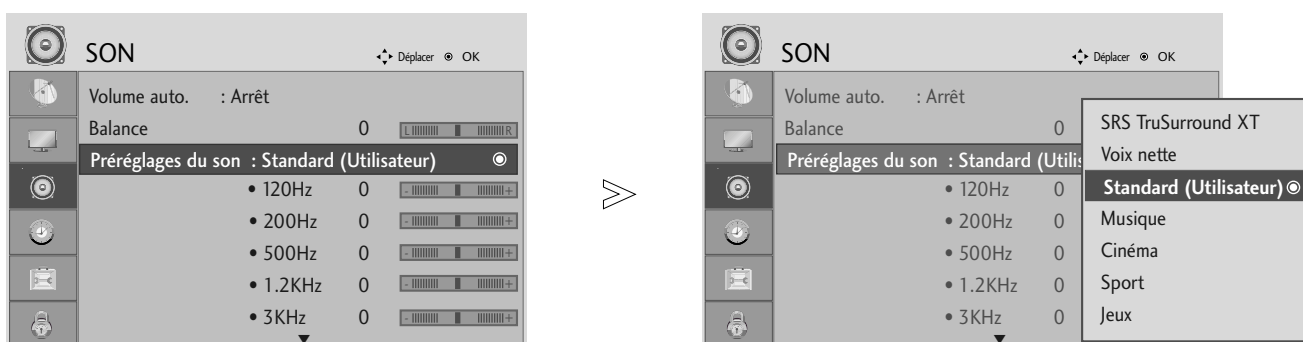 SON
Déplacer OK
Volume auto. : Arrêt
Balance 0 L R
Préréglages du son : Standard (Utilisateur)
• 120Hz 0 - +
• 200Hz 0 - +
• 500Hz 0 - +
• 1.2KHz 0 - +
• 3KHz 0 - +
SON
Déplacer OK
Volume auto. : Arrêt
Balance 0
Préréglages du son : Standard (Utilis
• 120Hz 0
• 200Hz 0
• 500Hz 0
• 1.2KHz 0
• 3KHz 0
SRS TruSurround XT
Voix nette
Standard (Utilisateur)
Musique
Cinéma
Sport
Jeux